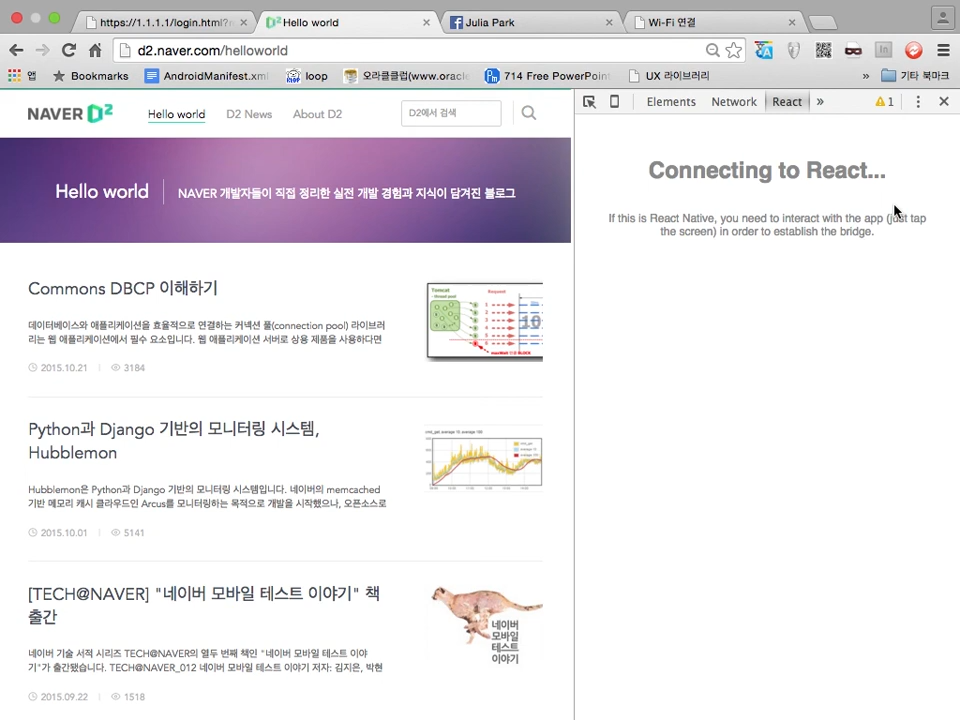 https://1.1.1.1/login.html?
Hello world
Julia Park
Wi-Fi 연결
d2.naver.com/helloworld
앱
Bookmarks
AndroidManifest.xml
loop
오라클클럽(www.oracle
714 Free PowerPoint
UX 라이브러리
»
기타 북마크
NAVER D2
Hello world
D2 News
About D2
D2에서 검색
Elements
Network
React
»
1
Hello world
NAVER 개발자들이 직접 정리한 실전 개발 경험과 지식이 담겨진 블로그
Connecting to React...
If this is React Native, you need to interact with the app (just tap
the screen) in order to establish the bridge.
Commons DBCP 이해하기
데이터베이스와 애플리케이션을 효율적으로 연결하는 커넥션 풀(connection pool) 라이브러
리는 웹 애플리케이션에서 필수 요소입니다. 웹 애플리케이션 서버로 상용 제품을 사용하다면
2015.10.21
3184
Tomcat
Request
10
Python과 Django 기반의 모니터링 시스템,
Hubblemon
Hubblemon은 Python과 Django 기반의 모니터링 시스템입니다. 네이버의 memcached
기반 메모리 캐시 클라우드인 Arcus를 모니터링하는 목적으로 개발을 시작했으나, 오픈소스로
2015.10.01
5141
[TECH@NAVER] "네이버 모바일 테스트 이야기" 책
출간
네이버 기술 서적 시리즈 TECH@NAVER의 열두 번째 책인 "네이버 모바일 테스트 이야
기"가 출간됐습니다. TECH@NAVER_012 네이버 모바일 테스트 이야기 저자: 김지은, 박현
2015.09.22
1518
네이버
모바일
테스트
이야기